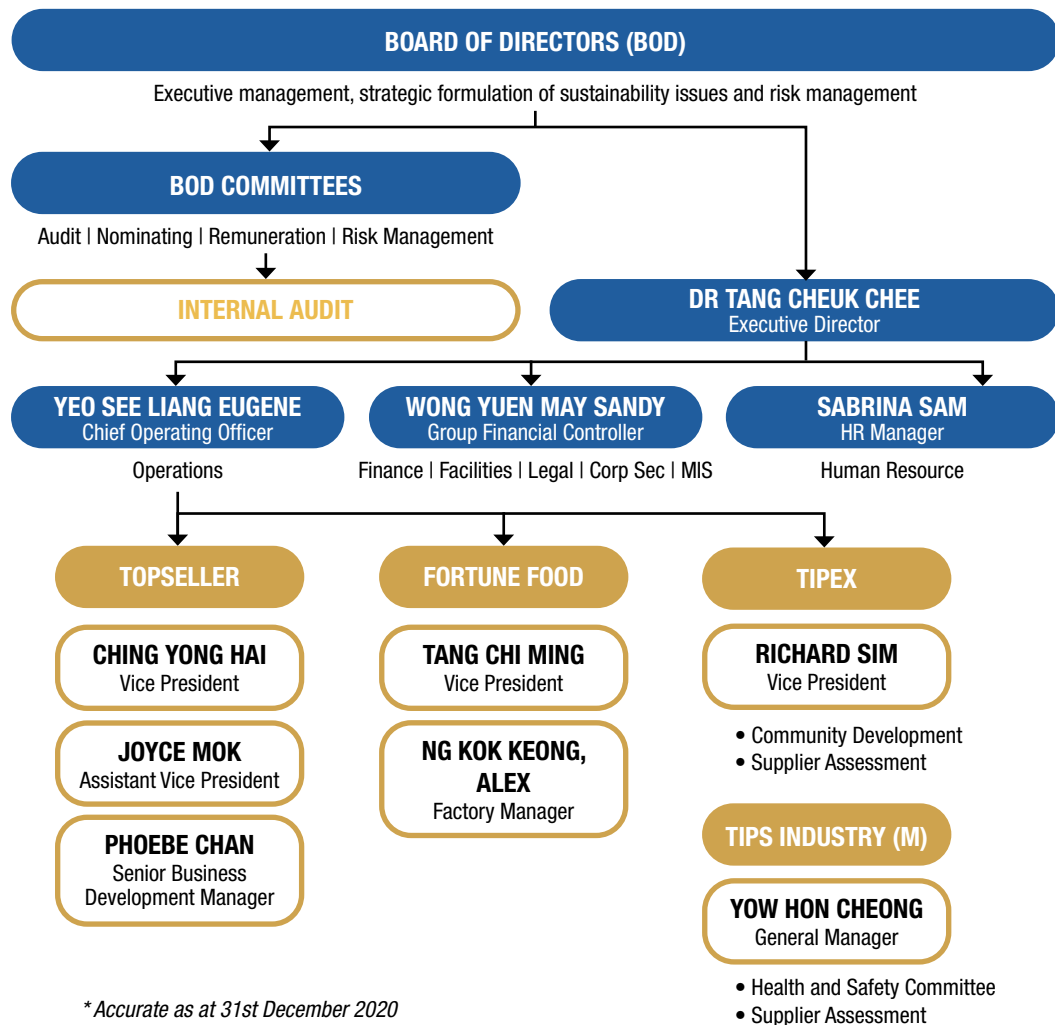 BOARD OF DIRECTORS (BOD)
Executive management, strategic formulation of sustainability issues and risk management
BOD COMMITTEES
Audit | Nominating | Remuneration | Risk Management
INTERNAL AUDIT
DR TANG CHEUK CHEE
Executive Director
YEO SEE LIANG EUGENE
Chief Operating Officer
Operations
WONG YUEN MAY SANDY
Group Financial Controller
Finance | Facilities | Legal | Corp Sec | MIS
SABRINA SAM
HR Manager
Human Resource
TOPSELLER
CHING YONG HAI
Vice President
JOYCE MOK
Assistant Vice President
PHOEBE CHAN
Senior Business
Development Manager
FORTUNE FOOD
TANG CHI MING
Vice President
NG KOK KEONG,
ALEX
Factory Manager
TIPEX
RICHARD SIM
Vice President
• Community Development
• Supplier Assessment
TIPS INDUSTRY (M)
YOW HON CHEONG
General Manager
• Health and Safety Committee
• Supplier Assessment
* Accurate as at 31st December 2020